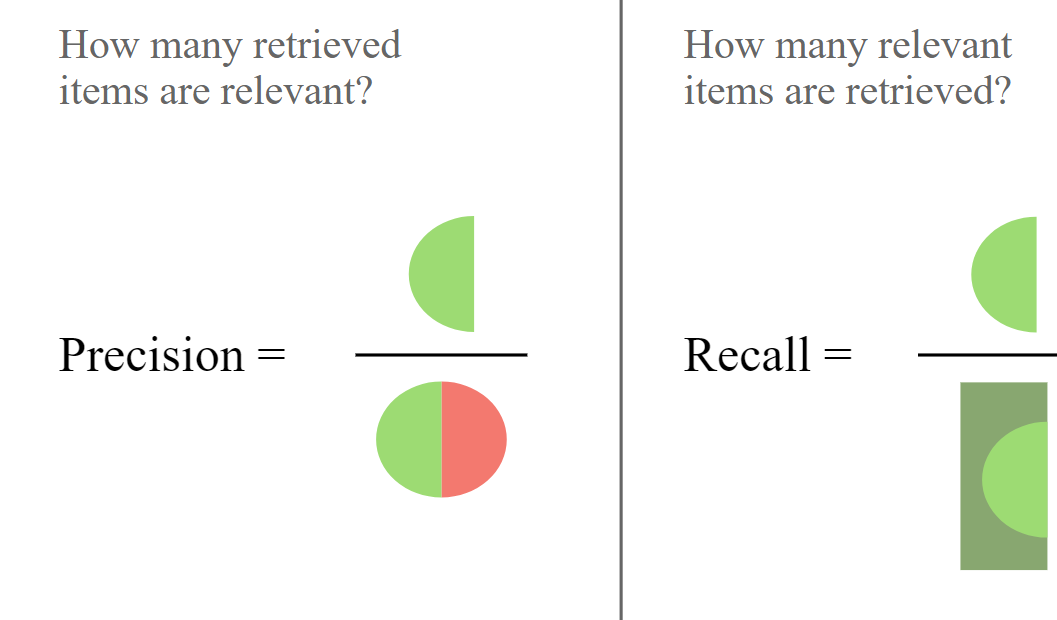 How many retrieved
items are relevant?
Precision =
How many relevant
items are retrieved?
Recall =